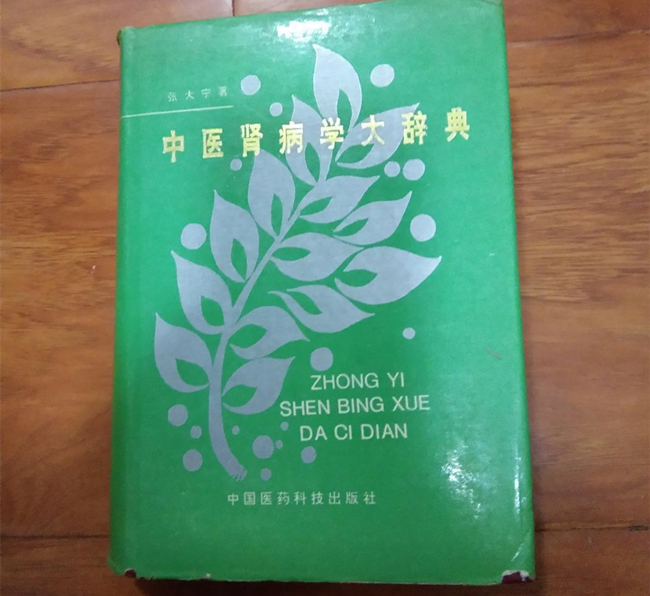 张大宁著
中医肾病学大辞典
ZHONG YI
SHEN BING XUE
DA CI DIAN
中国医药科技出版社